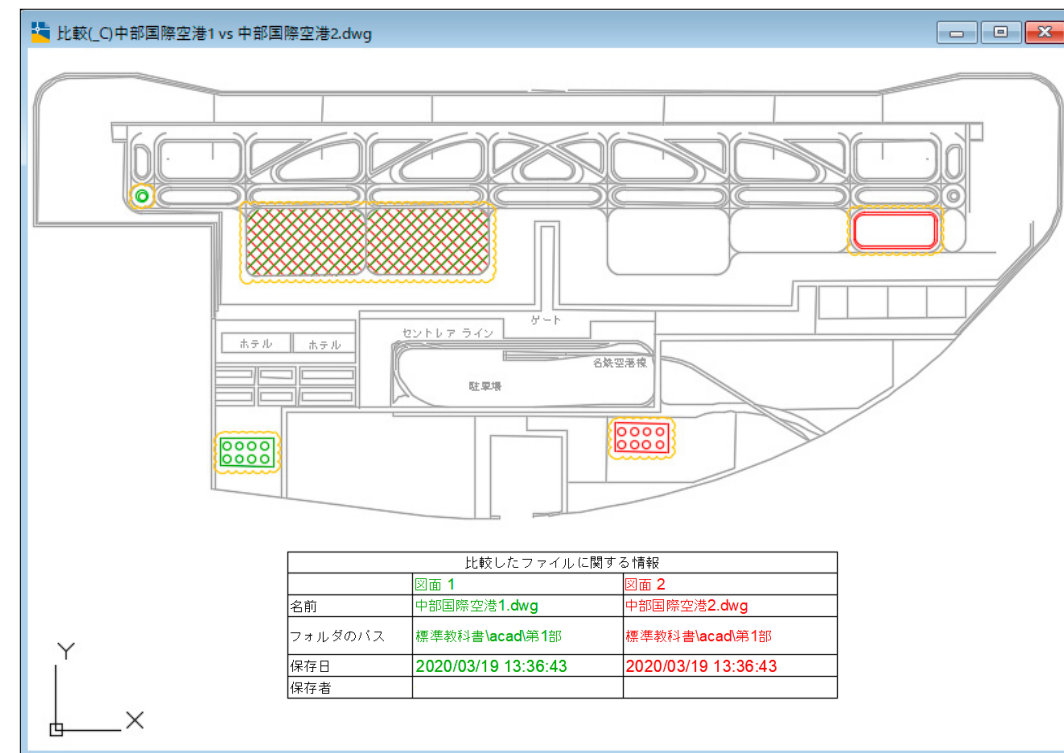 比較(_C)中部国際空港1 vs 中部国際空港2.dwg
ゲート
セントレア ライン
ホテル ホテル
名鉄空港線
駐車場
比較したファイルに関する情報
図面 1 図面 2
名前 中部国際空港1.dwg 中部国際空港2.dwg
フォルダのパス 標準教科書\acad\第1部 標準教科書\acad\第1部
保存日 2020/03/19 13:36:43 2020/03/19 13:36:43
保存者
Y
X